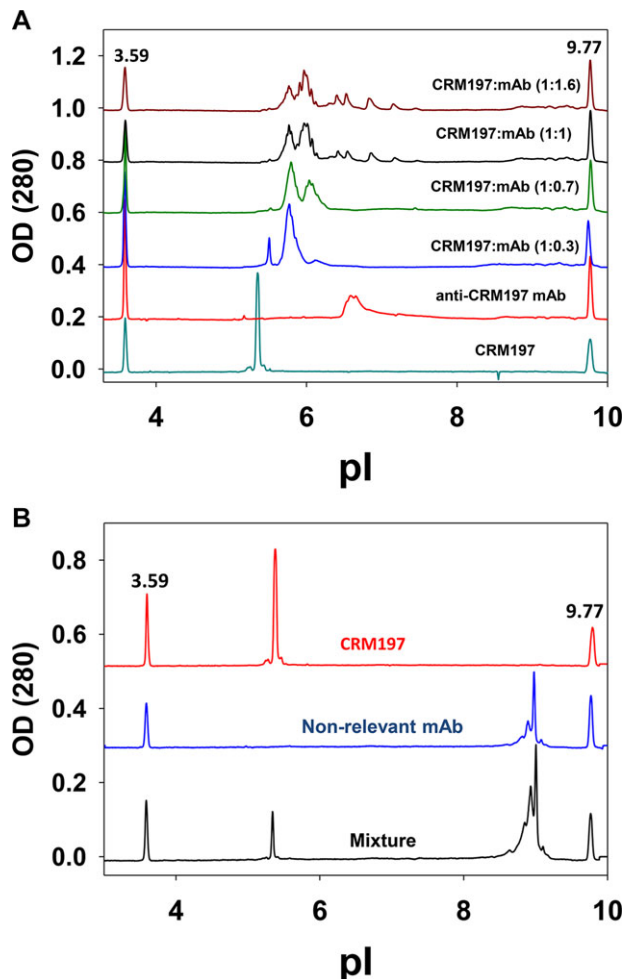 A
3.59
9.77
1.2
CRM197:mAb (1:1.6)
1.0
CRM197:mAb (1:1)
0.8
CRM197:mAb (1:0.7)
0.6
CRM197:mAb (1:0.3)
0.4
anti-CRM197 mAb
0.2
CRM197
0.0
OD (280)
4 6 8 10
pI
B
0.8
3.59
9.77
0.6
CRM197
0.4
Non-relevant mAb
0.2
Mixture
0.0
OD (280)
4 6 8 10
pI